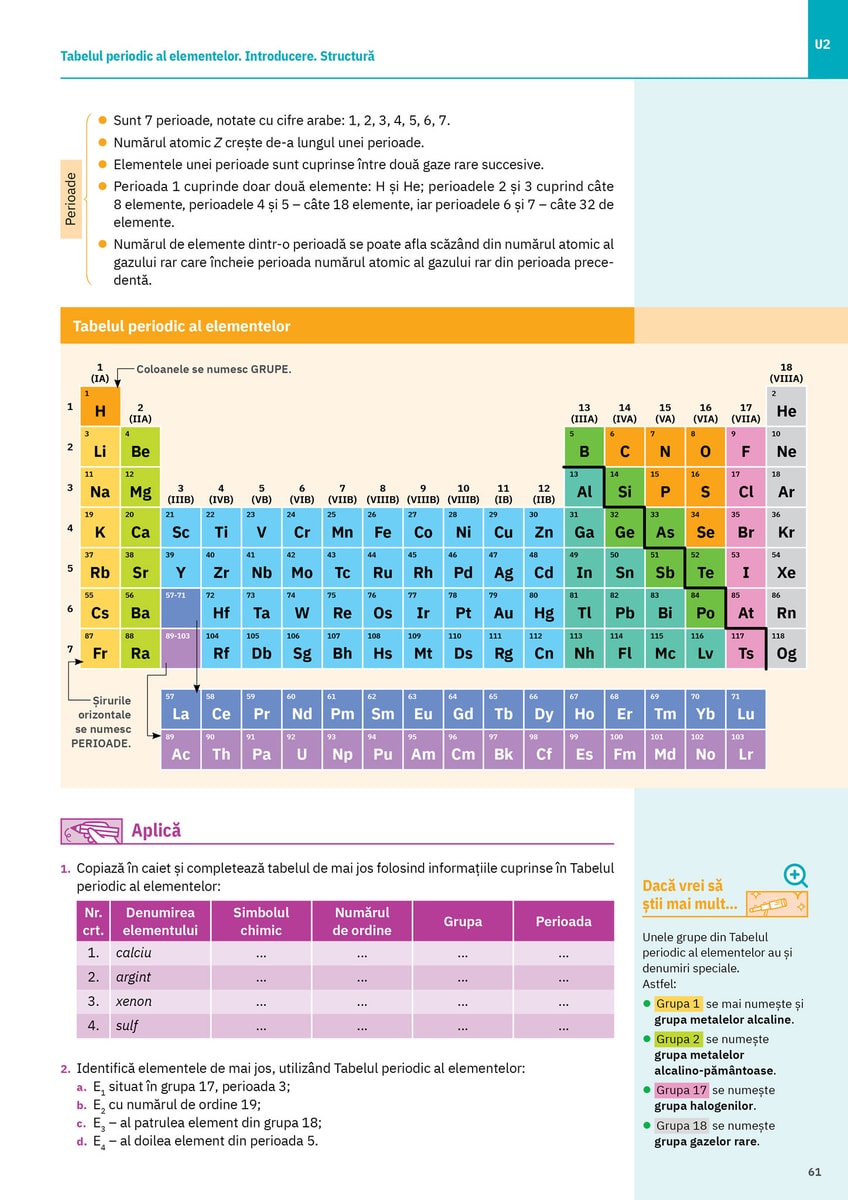 U2
Tabelul periodic al elementelor. Introducere. Structură
Perioade
● Sunt 7 perioade, notate cu cifre arabe: 1, 2, 3, 4, 5, 6, 7.
● Numărul atomic Z crește de-a lungul unei perioade.
● Elementele unei perioade sunt cuprinse între două gaze rare succesive.
● Perioada 1 cuprinde doar două elemente: H și He; perioadele 2 și 3 cuprind câte
8 elemente, perioadele 4 și 5 – câte 18 elemente, iar perioadele 6 și 7 – câte 32 de
elemente.
● Numărul de elemente dintr-o perioadă se poate afla scăzând din numărul atomic al
gazului rar care încheie perioada numărul atomic al gazului rar din perioada prece-
dentă.
Tabelul periodic al elementelor
1 18
(IA) Coloanele se numesc GRUPE. (VIIIA)
1 2
1 H 2 13 14 15 16 17 He
(IIA) (IIIA) (IVA) (VA) (VIA) (VIIA)
3 4 5 6 7 8 9 10
2 Li Be B C N O F Ne
11 12 13 14 15 16 17 18
3 Na Mg 3 4 5 6 7 8 9 10 11 12 Al Si P S Cl Ar
(IIIB) (IVB) (VB) (VIB) (VIIB) (VIIIB) (VIIIB) (VIIIB) (IB) (IIB)
19 20 21 22 23 24 25 26 27 28 29 30 31 32 33 34 35 36
4 K Ca Sc Ti V Cr Mn Fe Co Ni Cu Zn Ga Ge As Se Br Kr
37 38 39 40 41 42 43 44 45 46 47 48 49 50 51 52 53 54
5 Rb Sr Y Zr Nb Mo Tc Ru Rh Pd Ag Cd In Sn Sb Te I Xe
55 56 57-71 72 73 74 75 76 77 78 79 80 81 82 83 84 85 86
6 Cs Ba Hf Ta W Re Os Ir Pt Au Hg Tl Pb Bi Po At Rn
87 88 89-103 104 105 106 107 108 109 110 111 112 113 114 115 116 117 118
7 Fr Ra Rf Db Sg Bh Hs Mt Ds Rg Cn Nh Fl Mc Lv Ts Og
Șirurile
orizontale
se numesc
PERIOADE.
57 58 59 60 61 62 63 64 65 66 67 68 69 70 71
La Ce Pr Nd Pm Sm Eu Gd Tb Dy Ho Er Tm Yb Lu
89 90 91 92 93 94 95 96 97 98 99 100 101 102 103
Ac Th Pa U Np Pu Am Cm Bk Cf Es Fm Md No Lr
Aplică
1. Copiază în caiet și completează tabelul de mai jos folosind informațiile cuprinse în Tabelul
periodic al elementelor:
Nr. crt. Denumirea elementului Simbolul chimic Numărul de ordine Grupa Perioada
1. calciu ... ... ... ...
2. argint ... ... ... ...
3. xenon ... ... ... ...
4. sulf ... ... ... ...
2. Identifică elementele de mai jos, utilizând Tabelul periodic al elementelor:
a. E1 situat în grupa 17, perioada 3;
b. E2 cu numărul de ordine 19;
c. E3 – al patrulea element din grupa 18;
d. E4 – al doilea element din perioada 5.
Dacă vrei să
știi mai mult...
Unele grupe din Tabelul
periodic al elementelor au și
denumiri speciale.
Astfel:
● Grupa 1 se mai numește și
grupa metalelor alcaline.
● Grupa 2 se numește
grupa metalelor
alcalino-pământoase.
● Grupa 17 se numește
grupa halogenilor.
● Grupa 18 se numește
grupa gazelor rare.
61